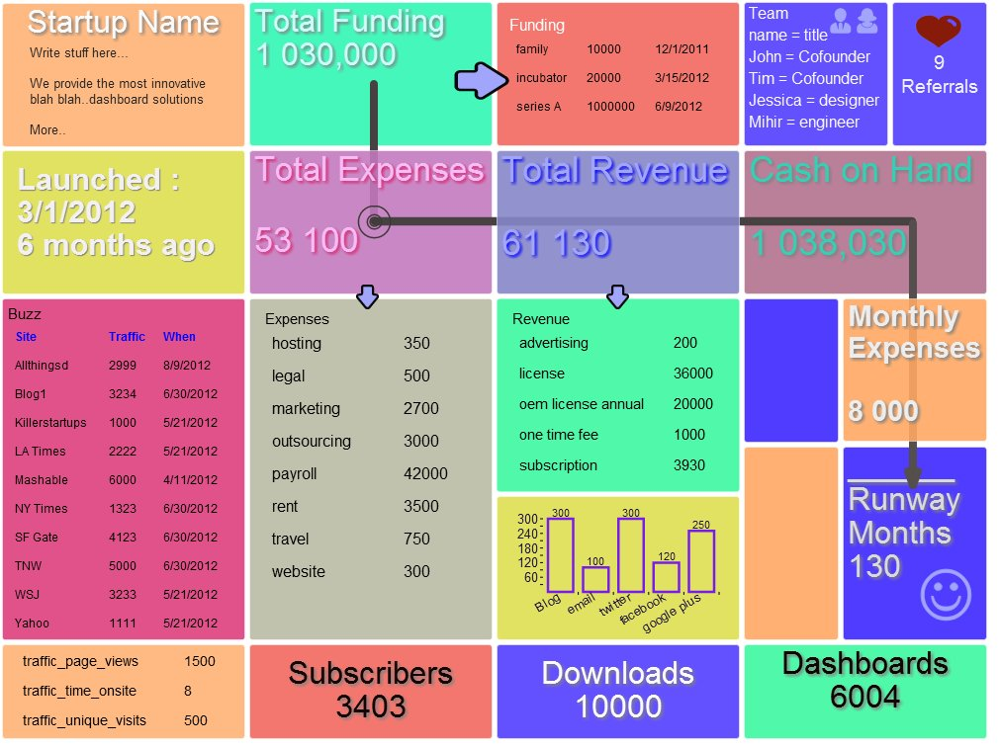 Startup Name
Write stuff here...
We provide the most innovative
blah blah..dashboard solutions
More..
Total Funding
1 030,000
Funding
family 10000 12/1/2011
incubator 20000 3/15/2012
series A 1000000 6/9/2012
Team
name = title
John = Cofounder
Tim = Cofounder
Jessica = designer
Mihir = engineer
9
Referrals
Launched :
3/1/2012
6 months ago
Total Expenses
53 100
Total Revenue
61 130
Cash on Hand
1 038,030
Buzz
Site Traffic When
Allthingsd 2999 8/9/2012
Blog1 3234 6/30/2012
Killerstartups 1000 5/21/2012
LA Times 2222 5/21/2012
Mashable 6000 4/11/2012
NY Times 1323 6/30/2012
SF Gate 4123 6/30/2012
TNW 5000 6/30/2012
WSJ 3233 5/21/2012
Yahoo 1111 5/21/2012
Expenses
hosting 350
legal 500
marketing 2700
outsourcing 3000
payroll 42000
rent 3500
travel 750
website 300
Revenue
advertising 200
license 36000
oem license annual 20000
one time fee 1000
subscription 3930
300
240
180
120
60
300 100 300 120 250
Blog email twitter facebook google plus
Monthly
Expenses
8 000
Runway
Months
130
traffic_page_views 1500
traffic_time_onsite 8
traffic_unique_visits 500
Subscribers
3403
Downloads
10000
Dashboards
6004